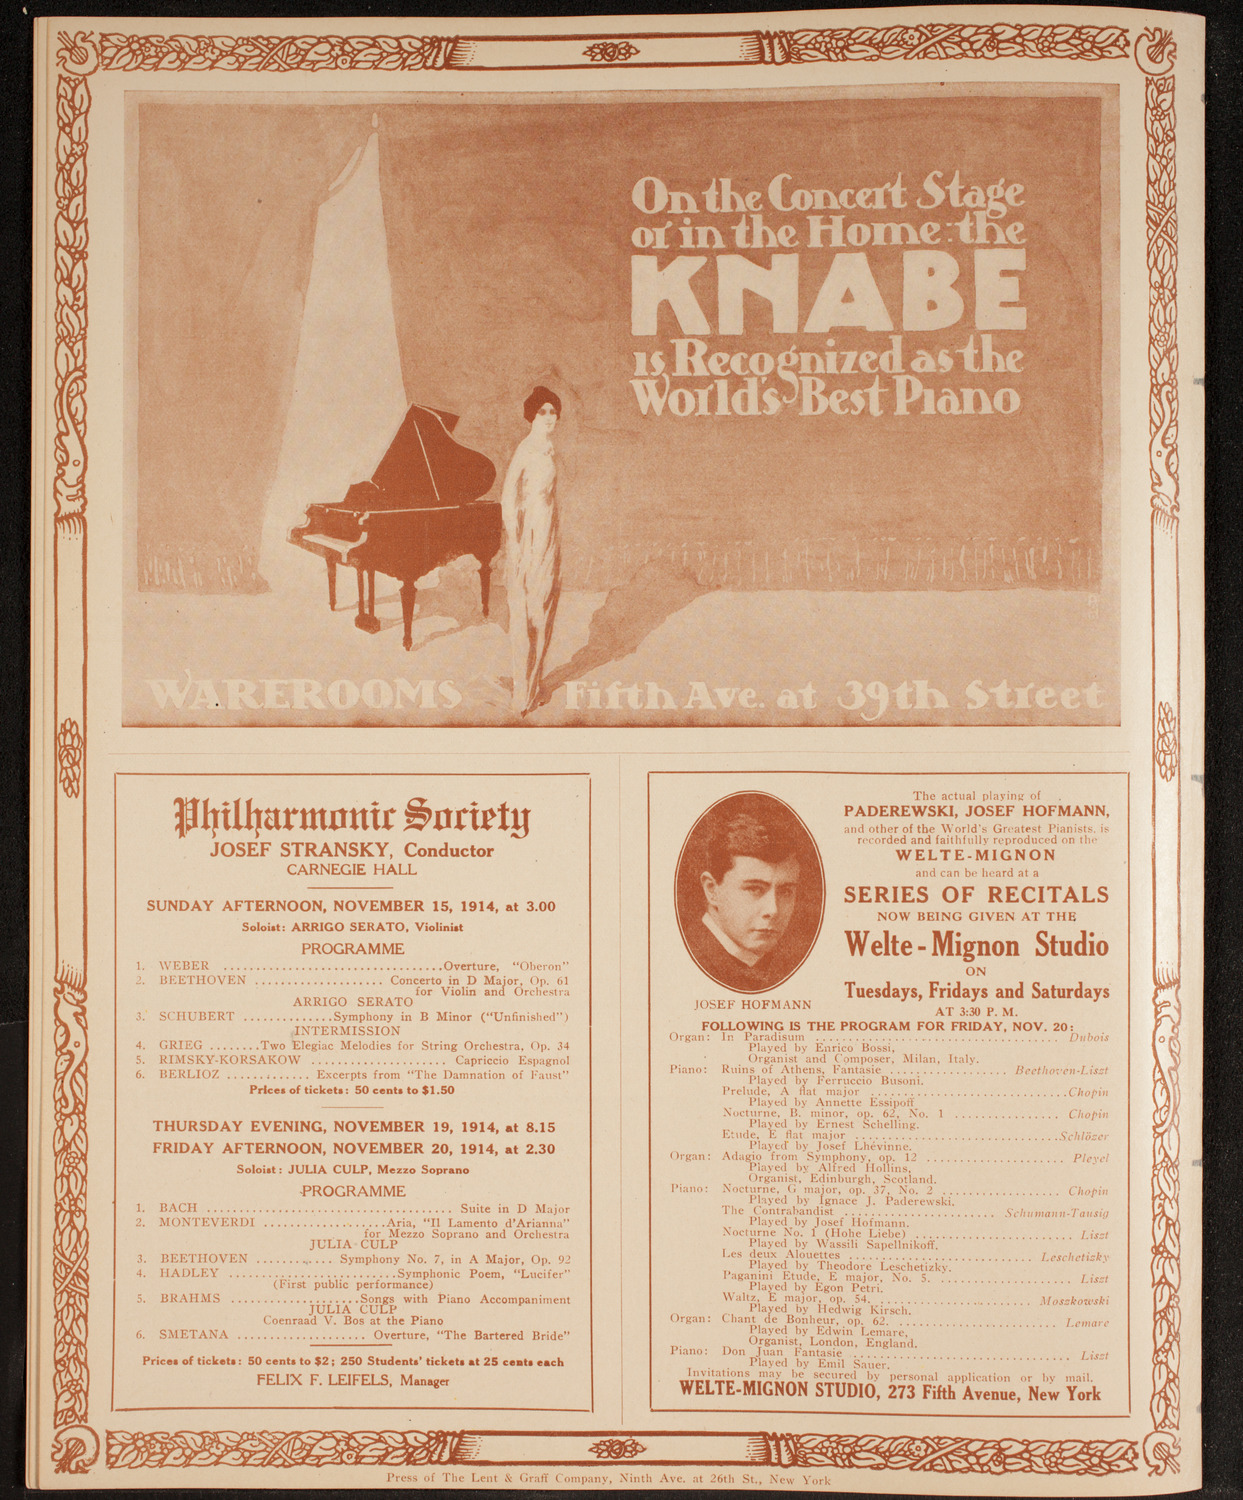 On the Concert Stage
or in the Home: the
KNABE
is Recognized as the
World's Best Piano
WAREROOMS Fifth Ave. at 39th Street
Philharmonic Society
JOSEF STRANSKY, Conductor
CARNEGIE HALL
SUNDAY AFTERNOON, NOVEMBER 15, 1914, at 3.00
Soloist: ARRIGO SERATO, Violinist
PROGRAMME
1. WEBER ................................Overture, "Oberon"
2. BEETHOVEN ................... Concerto in D Major, Op. 61
for Violin and Orchestra
ARRIGO SERATO
3. SCHUBERT .............Symphony in B Minor ("Unfinished")
INTERMISSION
4. GRIEG ........Two Elegiac Melodies for String Orchestra, Op. 34
5. RIMSKY-KORSAKOW .................... Capriccio Espagnol
6. BERLIOZ ............ Excerpts from "The Damnation of Faust"
Prices of tickets: 50 cents to $1.50
THURSDAY EVENING, NOVEMBER 19, 1914, at 8.15
FRIDAY AFTERNOON, NOVEMBER 20, 1914, at 2.30
Soloist: JULIA CULP, Mezzo Soprano
PROGRAMME
1. BACH ................................. Suite in D Major
2. MONTEVERDI ..................Aria, "Il Lamento d'Arianna"
for Mezzo Soprano and Orchestra
JULIA CULP
3. BEETHOVEN ............ Symphony No. 7, in A Major, Op. 92
4. HADLEY .........................Symphonic Poem, "Lucifer"
(First public performance)
5. BRAHMS ...................Songs with Piano Accompaniment
JULIA CULP
Coenraad V. Bos at the Piano
6. SMETANA ................... Overture, "The Bartered Bride"
Prices of tickets: 50 cents to $2; 250 Students' tickets at 25 cents each
FELIX F. LEIFELS, Manager
JOSEF HOFMANN
The actual playing of
PADEREWSKI, JOSEF HOFMANN,
and other of the World's Greatest Pianists, is
recorded and faithfully reproduced on the
WELTE-MIGNON
and can be heard at a
SERIES OF RECITALS
NOW BEING GIVEN AT THE
Welte-Mignon Studio
ON
Tuesdays, Fridays and Saturdays
AT 3:30 P. M.
FOLLOWING IS THE PROGRAM FOR FRIDAY, NOV. 20:
Organ: In Paradisum ................................... Dubois
Played by Enrico Bossi,
Organist and Composer, Milan, Italy.
Piano: Ruins of Athens, Fantasie ................. Beethoven-Liszt
Played by Ferruccio Busoni.
Prelude, A flat major .............................Chopin
Played by Annette Essipoff
Nocturne, B. minor, op. 62, No. 1 ............... Chopin
Played by Ernest Schelling.
Etude, E flat major ..............................Schlözer
Played by Josef Lhévinne.
Organ: Adagio from Symphony, op. 12 .................... Pleyel
Played by Alfred Hollins,
Organist, Edinburgh, Scotland.
Piano: Nocturne, G major, op. 37, No. 2 ................. Chopin
Played by Ignace J. Paderewski.
The Contrabandist ...................... Schumann-Tausig
Played by Josef Hofmann.
Nocturne No. 1 (Hohe Liebe) ....................... Liszt
Played by Wassili Sapellnikoff.
Les deux Alouettes ........................... Leschetizky
Played by Theodore Leschetizky.
Paganini Etude, E major, No. 5. ................... Liszt
Played by Egon Petri.
Waltz, E major, op. 54. ...................... Moszkowski
Played by Hedwig Kirsch.
Organ: Chant de Bonheur, op. 62. ....................... Lemare
Played by Edwin Lemare,
Organist, London, England.
Piano: Don Juan Fantasie ................................ Liszt
Played by Emil Sauer.
Invitations may be secured by personal application or by mail.
WELTE-MIGNON STUDIO, 273 Fifth Avenue, New York
Press of The Lent & Graff Company, Ninth Ave. at 26th St., New York